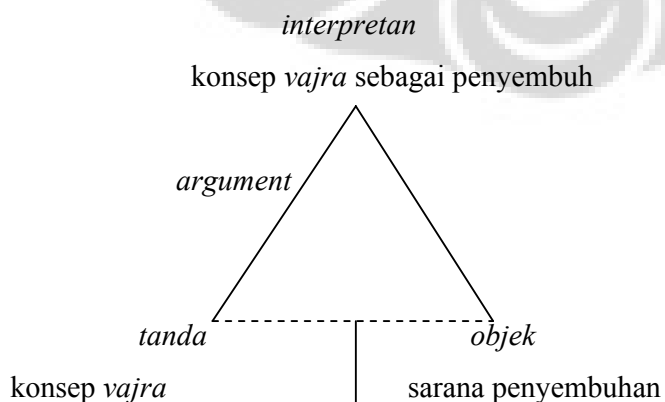 interpretan
konsep vajra sebagai penyembuh
argument
tanda objek
konsep vajra sarana penyembuhan